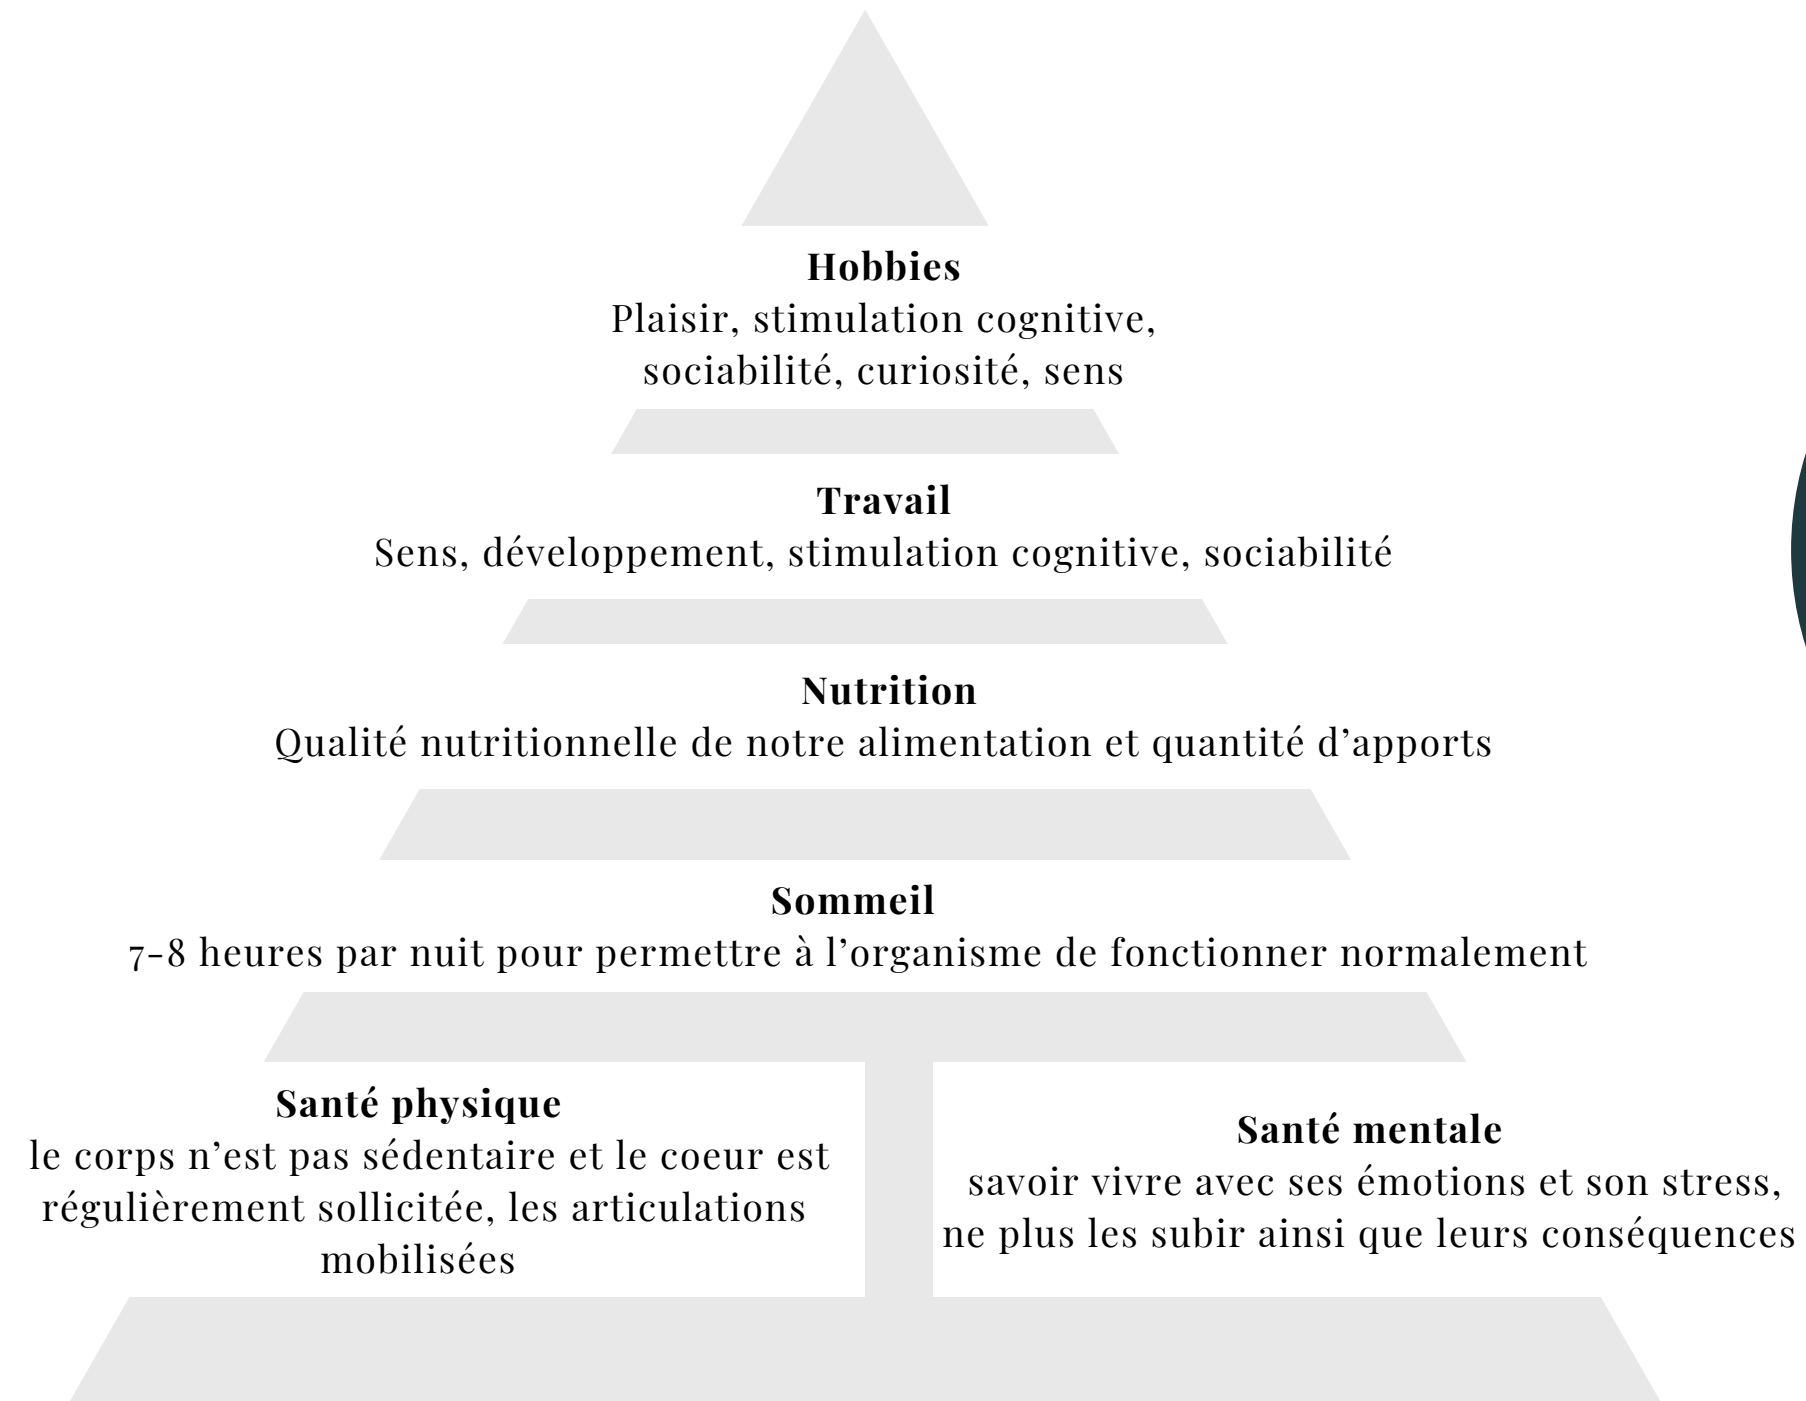 Hobbies
Plaisir, stimulation cognitive,
sociabilité, curiosité, sens
Travail
Sens, développement, stimulation cognitive, sociabilité
Nutrition
Qualité nutritionnelle de notre alimentation et quantité d’apports
Sommeil
7-8 heures par nuit pour permettre à l’organisme de fonctionner normalement
Santé physique
le corps n’est pas sédentaire et le coeur est
régulièrement sollicitée, les articulations
mobilisées
Santé mentale
savoir vivre avec ses émotions et son stress,
ne plus les subir ainsi que leurs conséquences